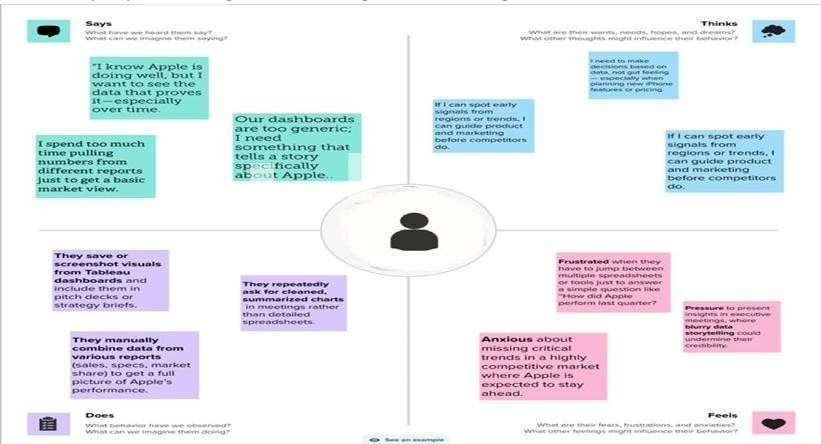 Says
What have we heard them say?
What can we imagine them saying?
Thinks
What are their wants, needs, hopes, and dreams?
What other thoughts might influence their behavior?
"I know Apple is
doing well, but I
want to see the
data that proves
it—especially
over time.
Our dashboards
are too generic;
I need
something that
tells a story
specifically
about Apple..
I spend too much
time pulling
numbers from
different reports
just to get a basic
market view.
I need to make
decisions based on
data, not gut feeling
— especially when
planning new iPhone
features or pricing.
If I can spot early
signals from
regions or trends, I
can guide product
and marketing
before competitors
do.
If I can spot early
signals from
regions or trends, I
can guide product
and marketing
before competitors
do.
They save or
screenshot visuals
from Tableau
dashboards and
include them in
pitch decks or
strategy briefs.
They repeatedly
ask for cleaned,
summarized charts
in meetings rather
than detailed
spreadsheets.
They manually
combine data from
various reports
(sales, specs, market
share) to get a full
picture of Apple's
performance.
Frustrated when they
have to jump between
multiple spreadsheets
or tools just to answer
a simple question like
"How did Apple
perform last quarter?
Pressure to present
insights in executive
meetings, where
blurry data
storytelling could
undermine their
credibility.
Anxious about
missing critical
trends in a highly
competitive market
where Apple is
expected to stay
ahead.
Does
What behavior have we observed?
What can we imagine them doing?
Feels
What are their fears, frustrations, and anxieties?
What other feelings might influence their behavior?
See an example